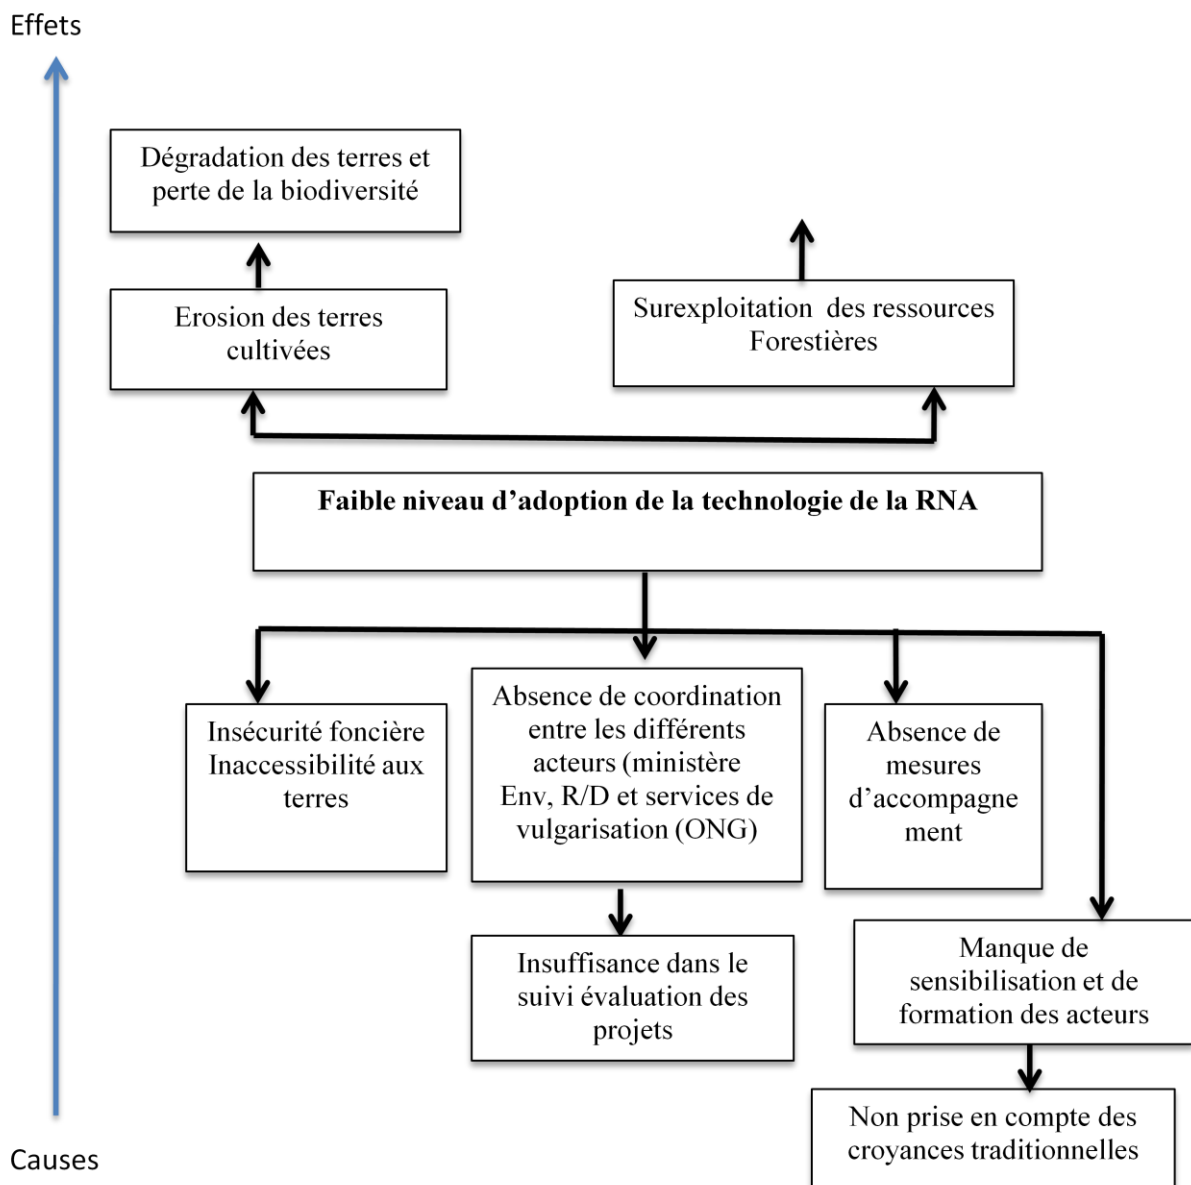 Effets
Dégradation des terres et
perte de la biodiversité
Erosion des terres
cultivées
Surexploitation des ressources
Forestières
Faible niveau d’adoption de la technologie de la RNA
Insécurité foncière
Inaccessibilité aux
terres
Absence de coordination
entre les différents
acteurs (ministère
Env, R/D et services de
vulgarisation (ONG)
Absence de
mesures
d’accompagne
ment
Insuffisance dans le
suivi évaluation des
projets
Manque de
sensibilisation et de
formation des acteurs
Non prise en compte des
croyances traditionnelles
Causes